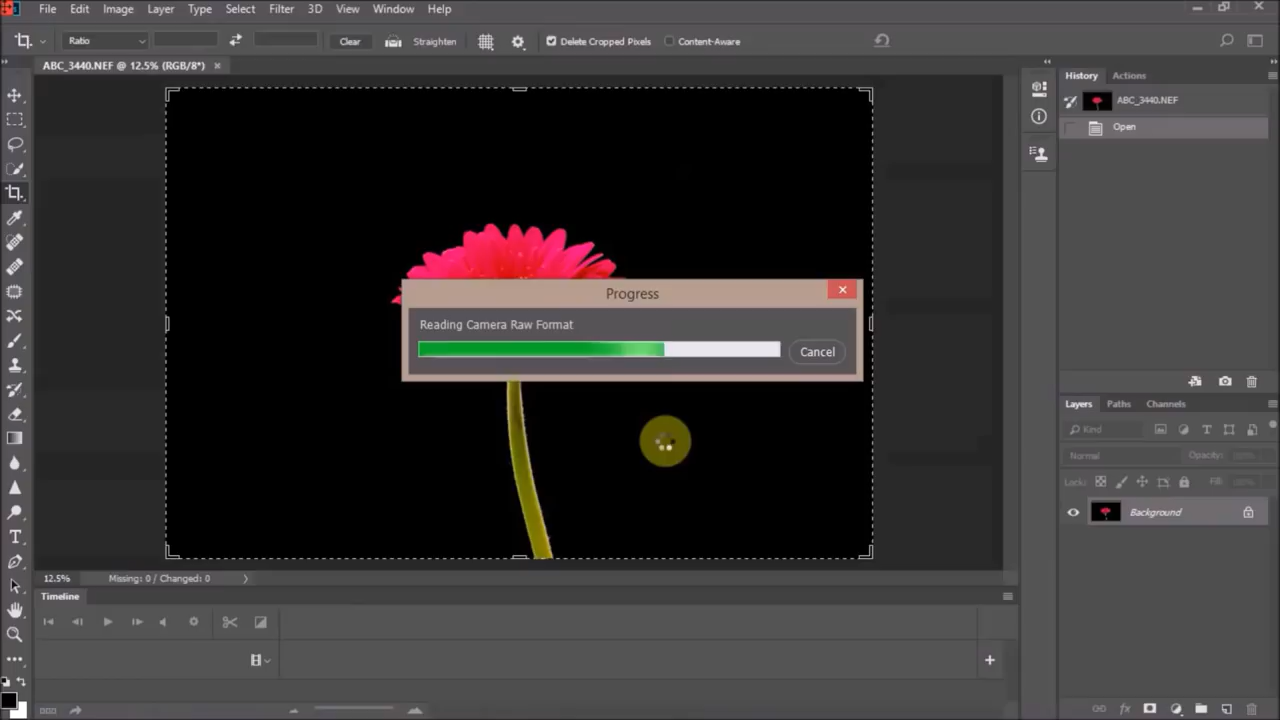 File Edit Image Layer Type Select Filter 3D View Window Help
Ratio Clear Straighten Delete Cropped Pixels Content-Aware
ABC_3440.NEF @ 12.5% (RGB/8*) ×
History Actions
ABC_3440.NEF
Open
Progress
Reading Camera Raw Format
Cancel
Layers Paths Channels
Kind
Normal Opacity:
Lock: Fill:
Background
12.5% Missing: 0 / Changed: 0
Timeline